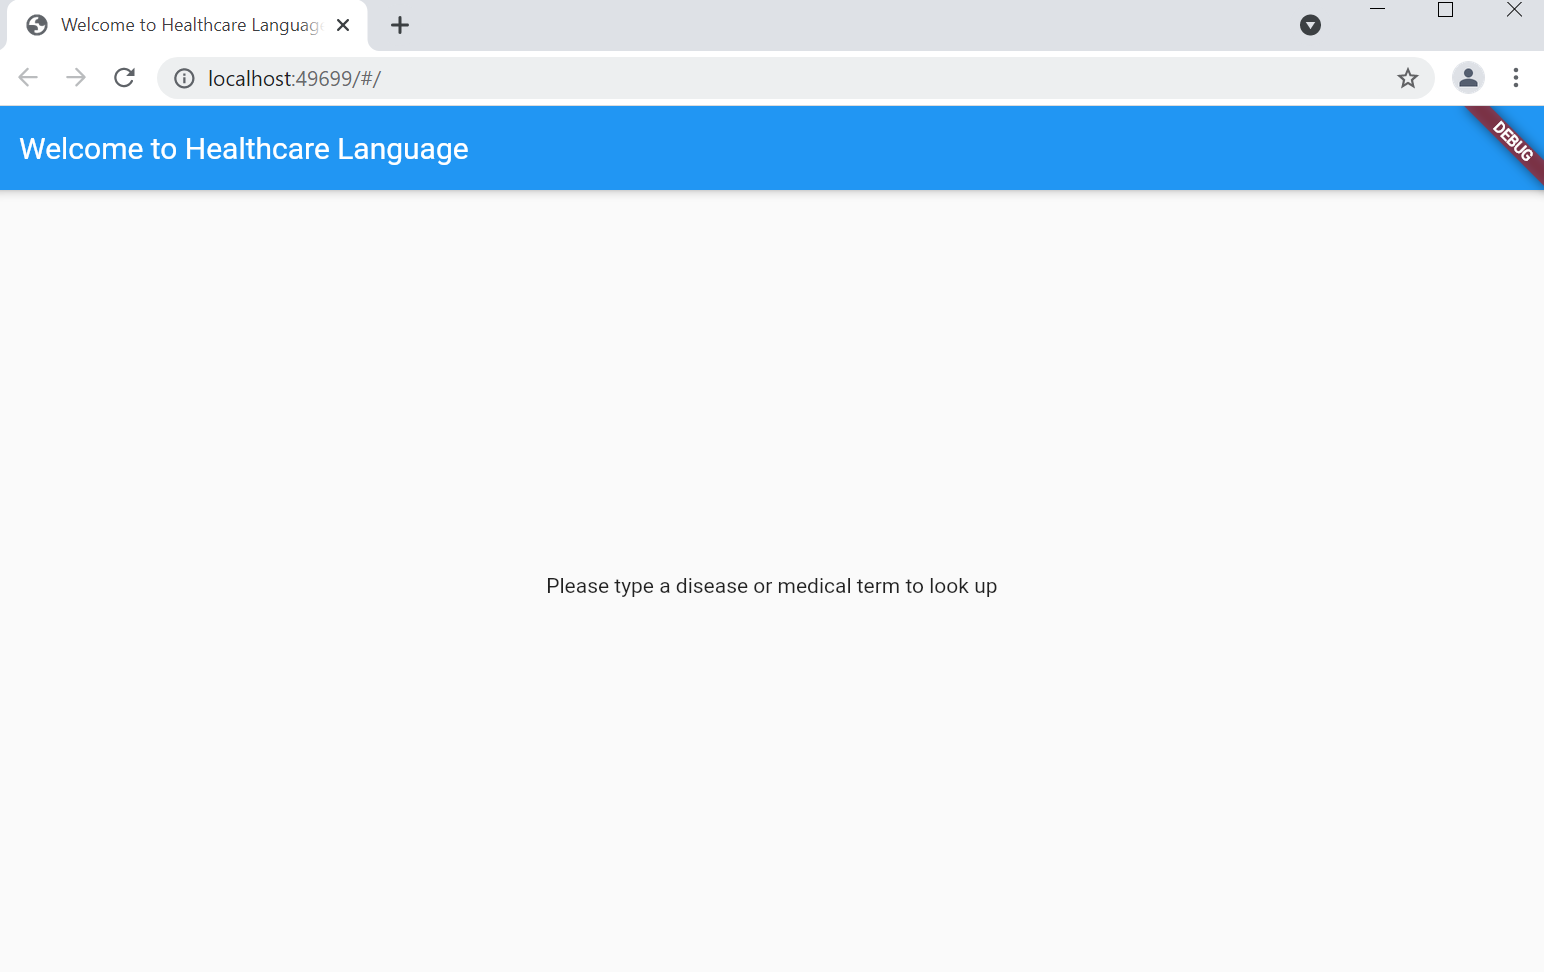 Welcome to Healthcare Languag
localhost:49699/#/
Welcome to Healthcare Language
DEBUG
Please type a disease or medical term to look up